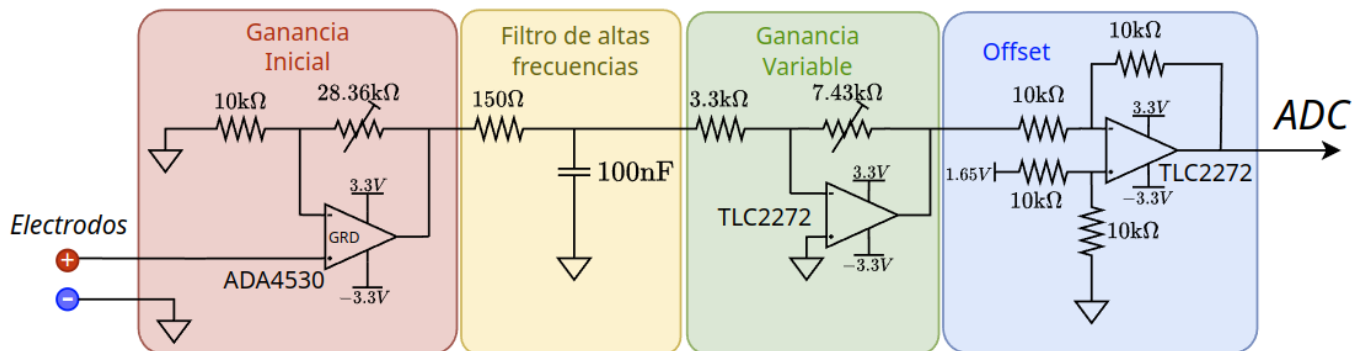 Ganancia
Inicial
10kΩ
28.36kΩ
3.3V
-
GRD
+
−3.3V
ADA4530
Electrodos
+
-
Filtro de altas
frecuencias
150Ω
100nF
Ganancia
Variable
3.3kΩ
7.43kΩ
3.3V
-
+
TLC2272
−3.3V
Offset
10kΩ
10kΩ
3.3V
-
+
1.65V
10kΩ
TLC2272
−3.3V
10kΩ
ADC